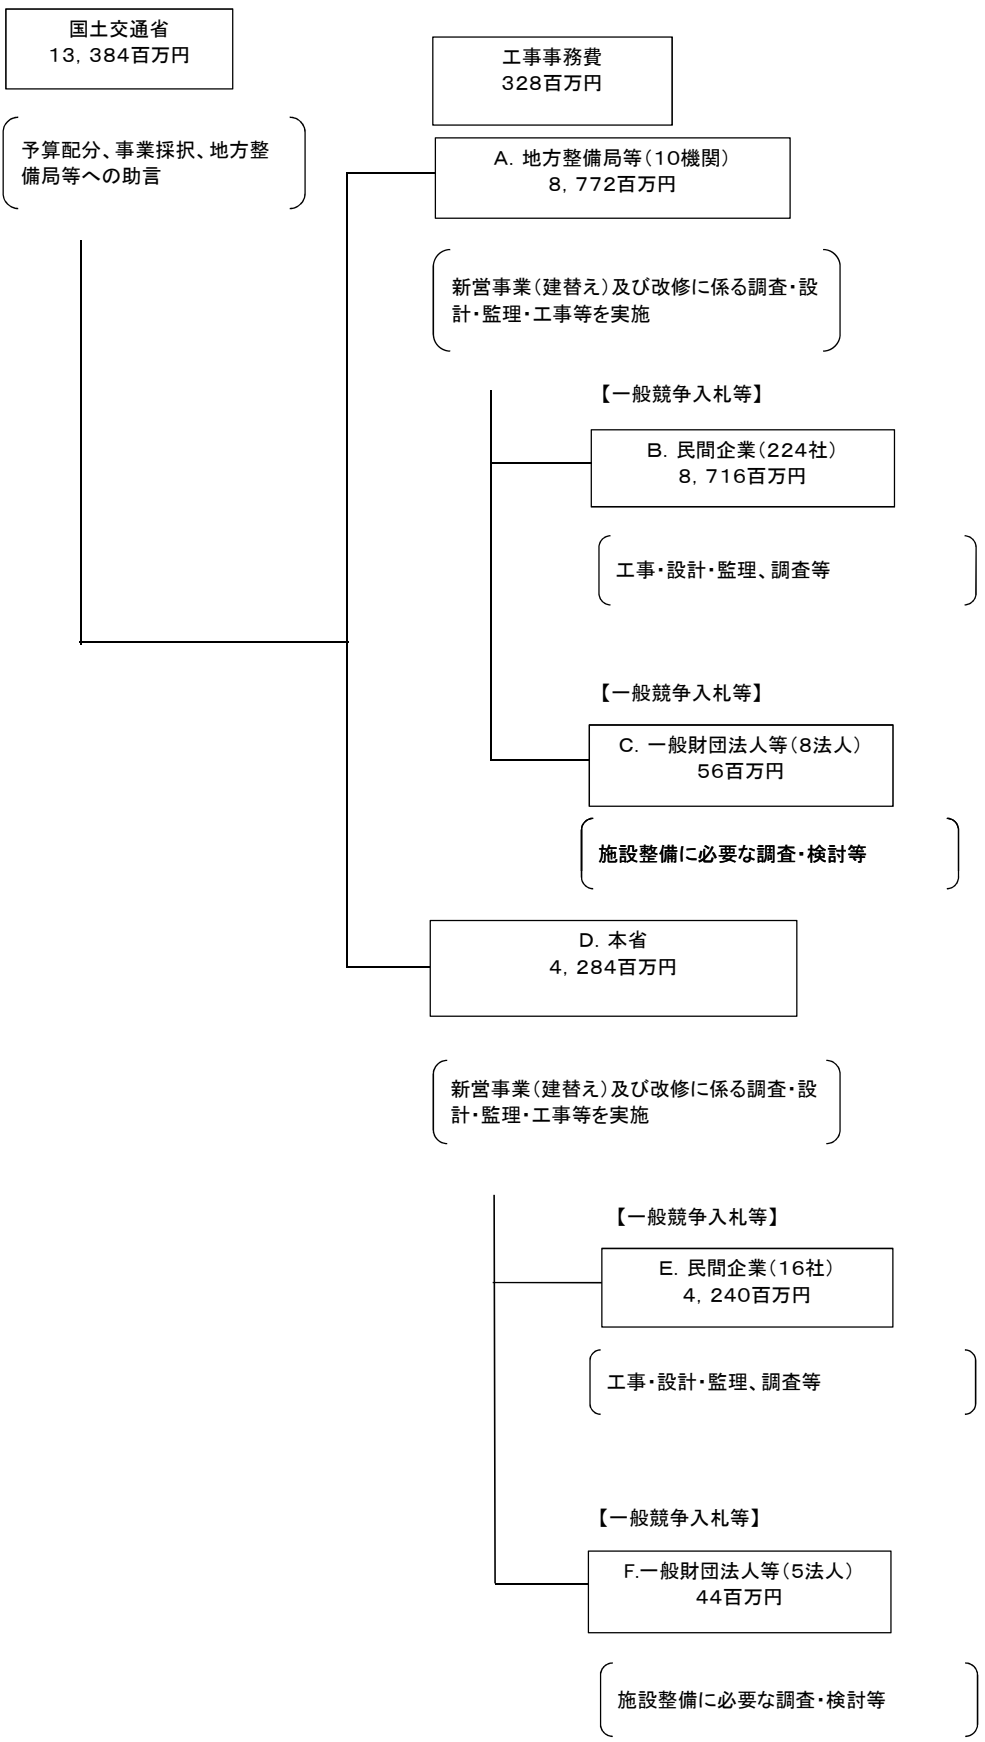 国土交通省
13，384百万円
工事事務費
328百万円
予算配分、事業採択、地方整
備局等への助言
A．地方整備局等（10機関）
8，772百万円
新営事業（建替え）及び改修に係る調査・設
計・監理・工事等を実施
【一般競争入札等】
B．民間企業（224社）
8，716百万円
工事・設計・監理、調査等
【一般競争入札等】
C．一般財団法人等（8法人）
56百万円
施設整備に必要な調査・検討等
D．本省
4，284百万円
新営事業（建替え）及び改修に係る調査・設
計・監理・工事等を実施
【一般競争入札等】
E．民間企業（16社）
4，240百万円
工事・設計・監理、調査等
【一般競争入札等】
F.一般財団法人等（5法人）
44百万円
施設整備に必要な調査・検討等